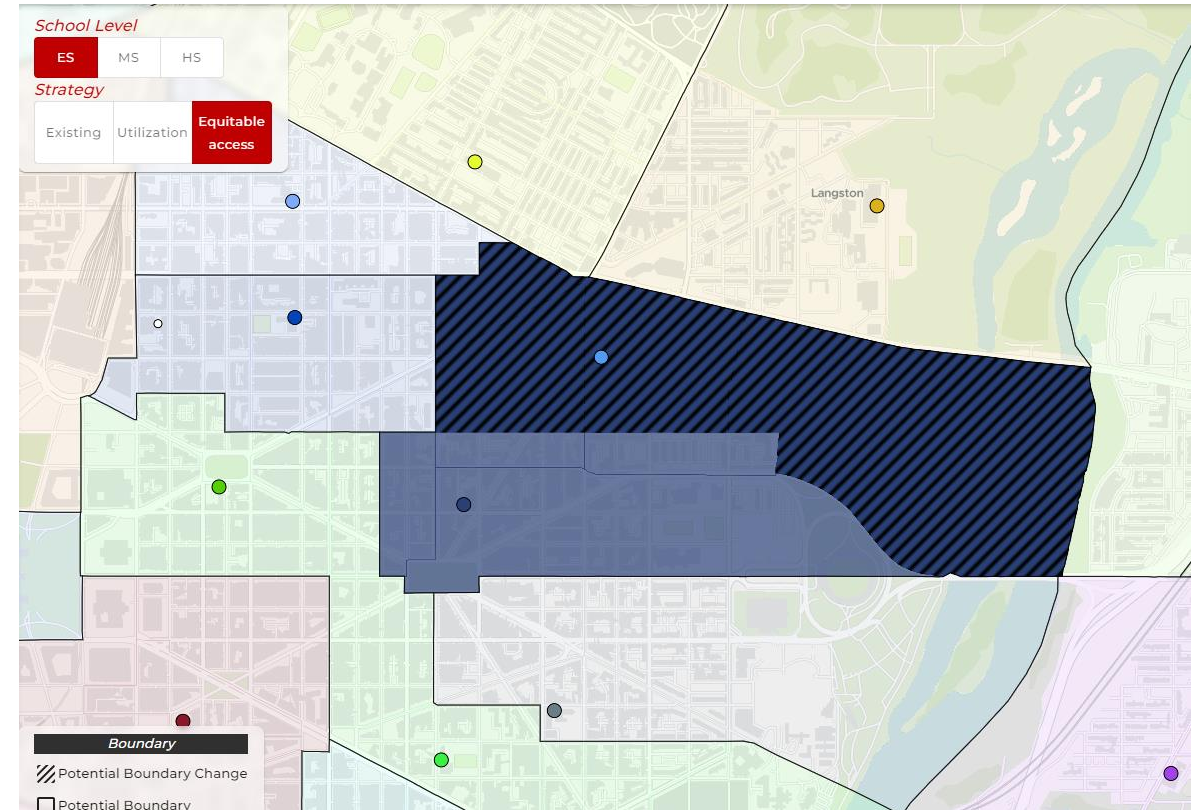 School Level
ES MS HS
Strategy
Existing Utilization Equitable
access
Langston
Boundary
Potential Boundary Change
Potential Boundary